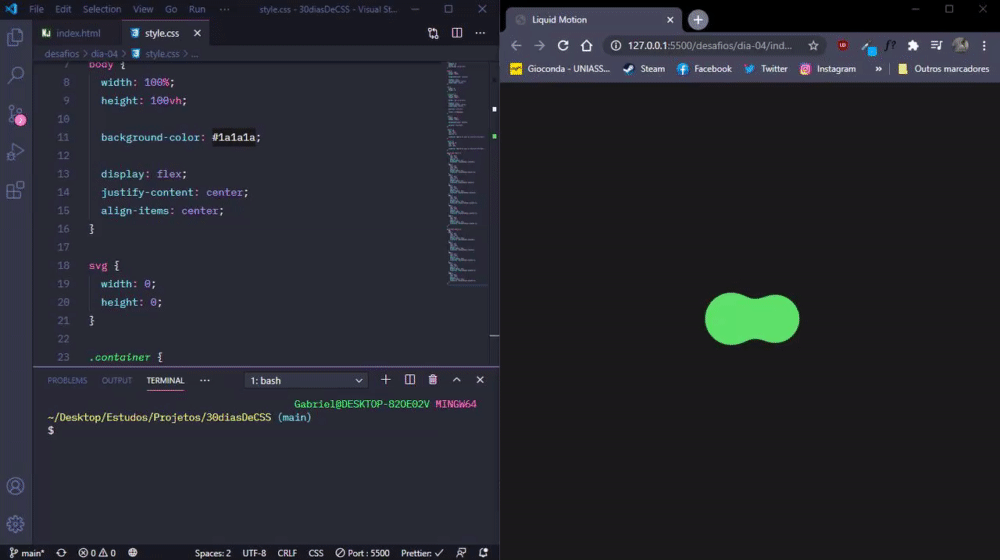 File Edit Selection View Go Run ··· style.css - 30diasDeCSS - Visual St...
index.html style.css
desafios > dia-04 > style.css > ...
7 body {
8 width: 100%;
9 height: 100vh;
10
11 background-color: #1a1a1a;
12
13 display: flex;
14 justify-content: center;
15 align-items: center;
16 }
17
18 svg {
19 width: 0;
20 height: 0;
21 }
22
23 .container {
2
PROBLEMS OUTPUT TERMINAL ··· 1: bash
Gabriel@DESKTOP-82OE02V MINGW64
~/Desktop/Estudos/Projetos/30diasDeCSS (main)
$
main* 0 0 Spaces: 2 UTF-8 CRLF CSS Port : 5500 Prettier: ✓
Liquid Motion
127.0.0.1:5500/desafios/dia-04/ind...
f?
Gioconda - UNIASS... Steam Facebook Twitter Instagram » Outros marcadores